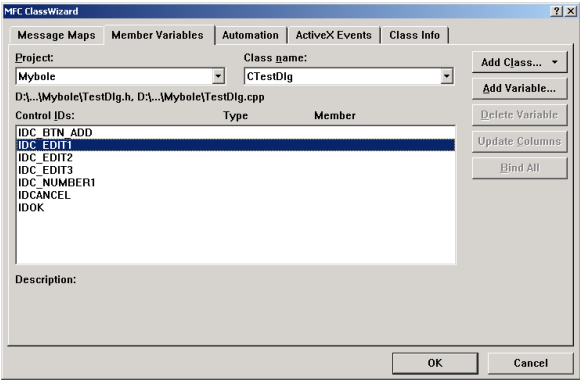 MFC ClassWizard
Message Maps Member Variables Automation ActiveX Events Class Info
Project: Class name:
Mybole CTestDlg
D:\...\Mybole\TestDlg.h, D:\...\Mybole\TestDlg.cpp
Control IDs: Type Member
IDC_BTN_ADD
IDC_EDIT1
IDC_EDIT2
IDC_EDIT3
IDC_NUMBER1
IDCANCEL
IDOK
Add Class...
Add Variable...
Delete Variable
Update Columns
Bind All
Description:
OK Cancel